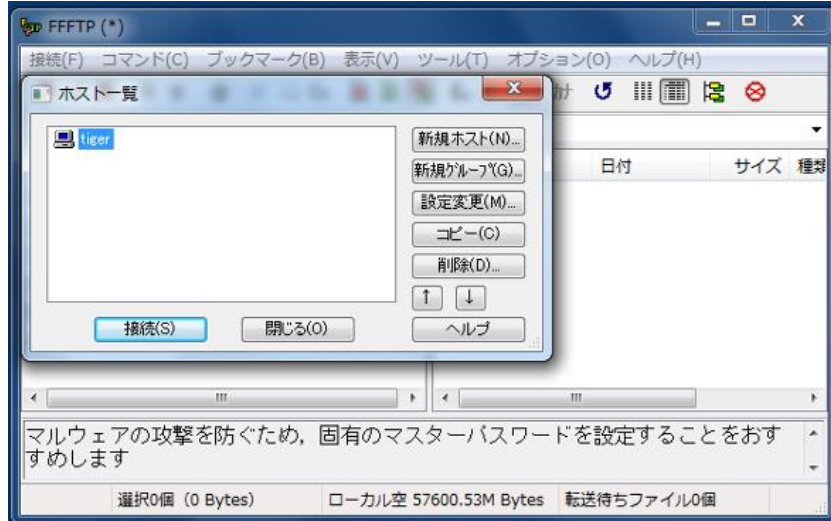 FFFTP (*)
接続(F) コマンド(C) ブックマーク(B) 表示(V) ツール(T) オプション(O) ヘルプ(H)
ホスト一覧
tiger
新規ホスト(N)...
新規グループ(G)...
設定変更(M)...
コピー(C)
削除(D)...
↑ ↓
接続(S) 閉じる(O) ヘルプ
日付 サイズ 種類
マルウェアの攻撃を防ぐため，固有のマスターパスワードを設定することをおす
すめします
選択0個 (0 Bytes) ローカル空 57600.53M Bytes 転送待ちファイル0個